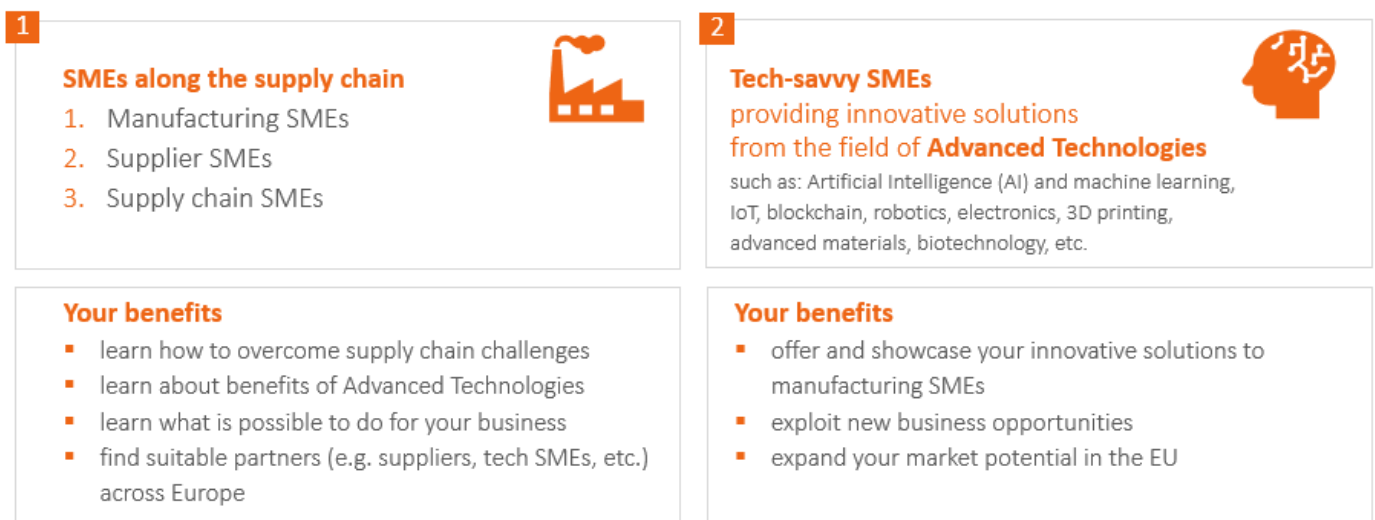 1
SMEs along the supply chain
1. Manufacturing SMEs
2. Supplier SMEs
3. Supply chain SMEs
2
Tech-savvy SMEs
providing innovative solutions
from the field of Advanced Technologies
such as: Artificial Intelligence (AI) and machine learning,
IoT, blockchain, robotics, electronics, 3D printing,
advanced materials, biotechnology, etc.
Your benefits
▪ learn how to overcome supply chain challenges
▪ learn about benefits of Advanced Technologies
▪ learn what is possible to do for your business
▪ find suitable partners (e.g. suppliers, tech SMEs, etc.)
across Europe
Your benefits
▪ offer and showcase your innovative solutions to
manufacturing SMEs
▪ exploit new business opportunities
▪ expand your market potential in the EU